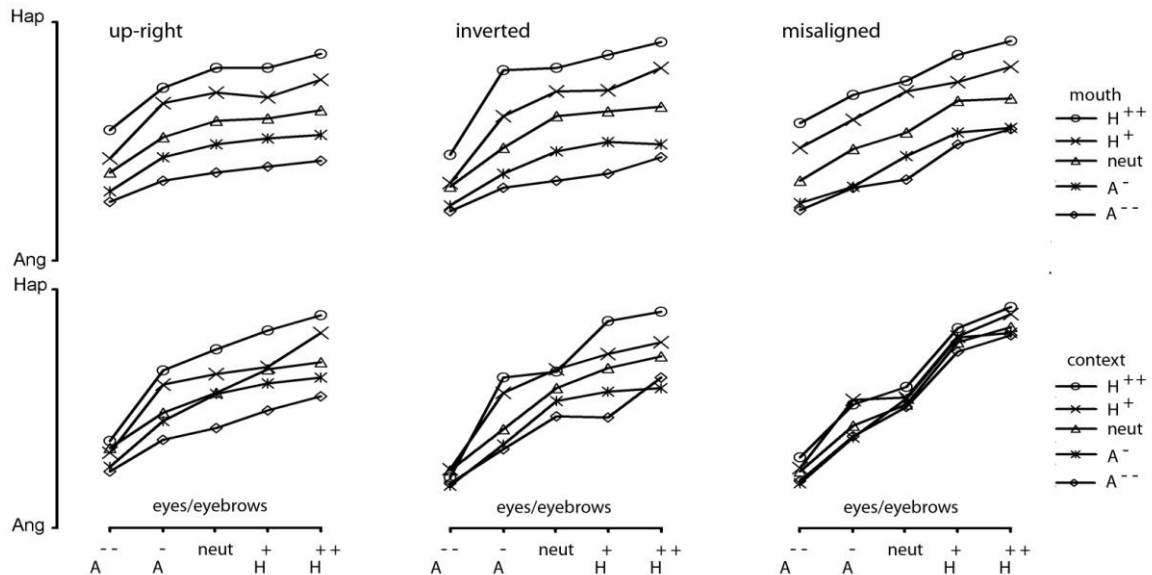 Hap
up-right
inverted
misaligned
mouth
H++
H+
neut
A-
A--
Ang
Hap
context
H++
H+
neut
A-
A--
eyes/eyebrows
eyes/eyebrows
eyes/eyebrows
Ang
-- - neut + ++
A A H H
-- - neut + ++
A A H H
-- - neut + ++
A A H H